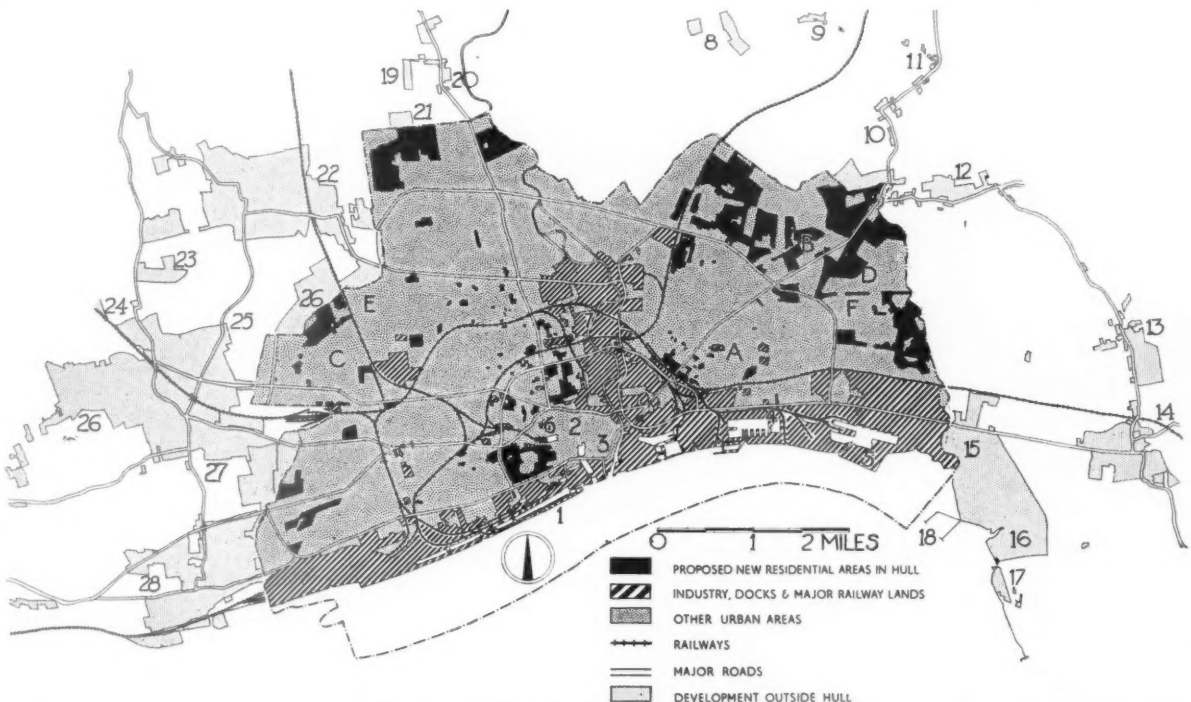 8
9
11
19
20
21
10
22
12
B
23
D
24
26
E
F
25
13
C
A
26
6
2
14
3
15
27
5
1
0 1 2 MILES
18
16
PROPOSED NEW RESIDENTIAL AREAS IN HULL
17
28
INDUSTRY, DOCKS & MAJOR RAILWAY LANDS
OTHER URBAN AREAS
RAILWAYS
MAJOR ROADS
DEVELOPMENT OUTSIDE HULL